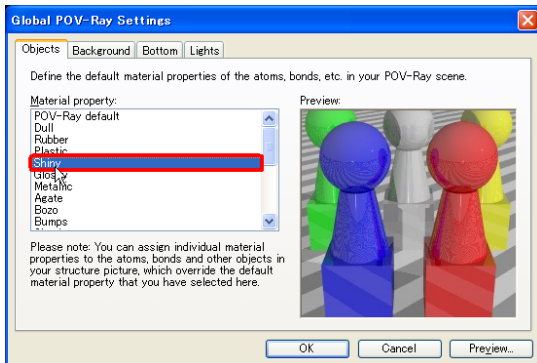 Global POV-Ray Settings
Objects Background Bottom Lights
Define the default material properties of the atoms, bonds, etc. in your POV-Ray scene.
Material property:
Preview:
POV-Ray default
Dull
Rubber
Plastic
Shiny
Glossy
Metallic
Agate
Bozo
Bumps
Please note: You can assign individual material
properties to the atoms, bonds and other objects in
your structure picture, which override the default
material property that you have selected here.
OK Cancel Preview...